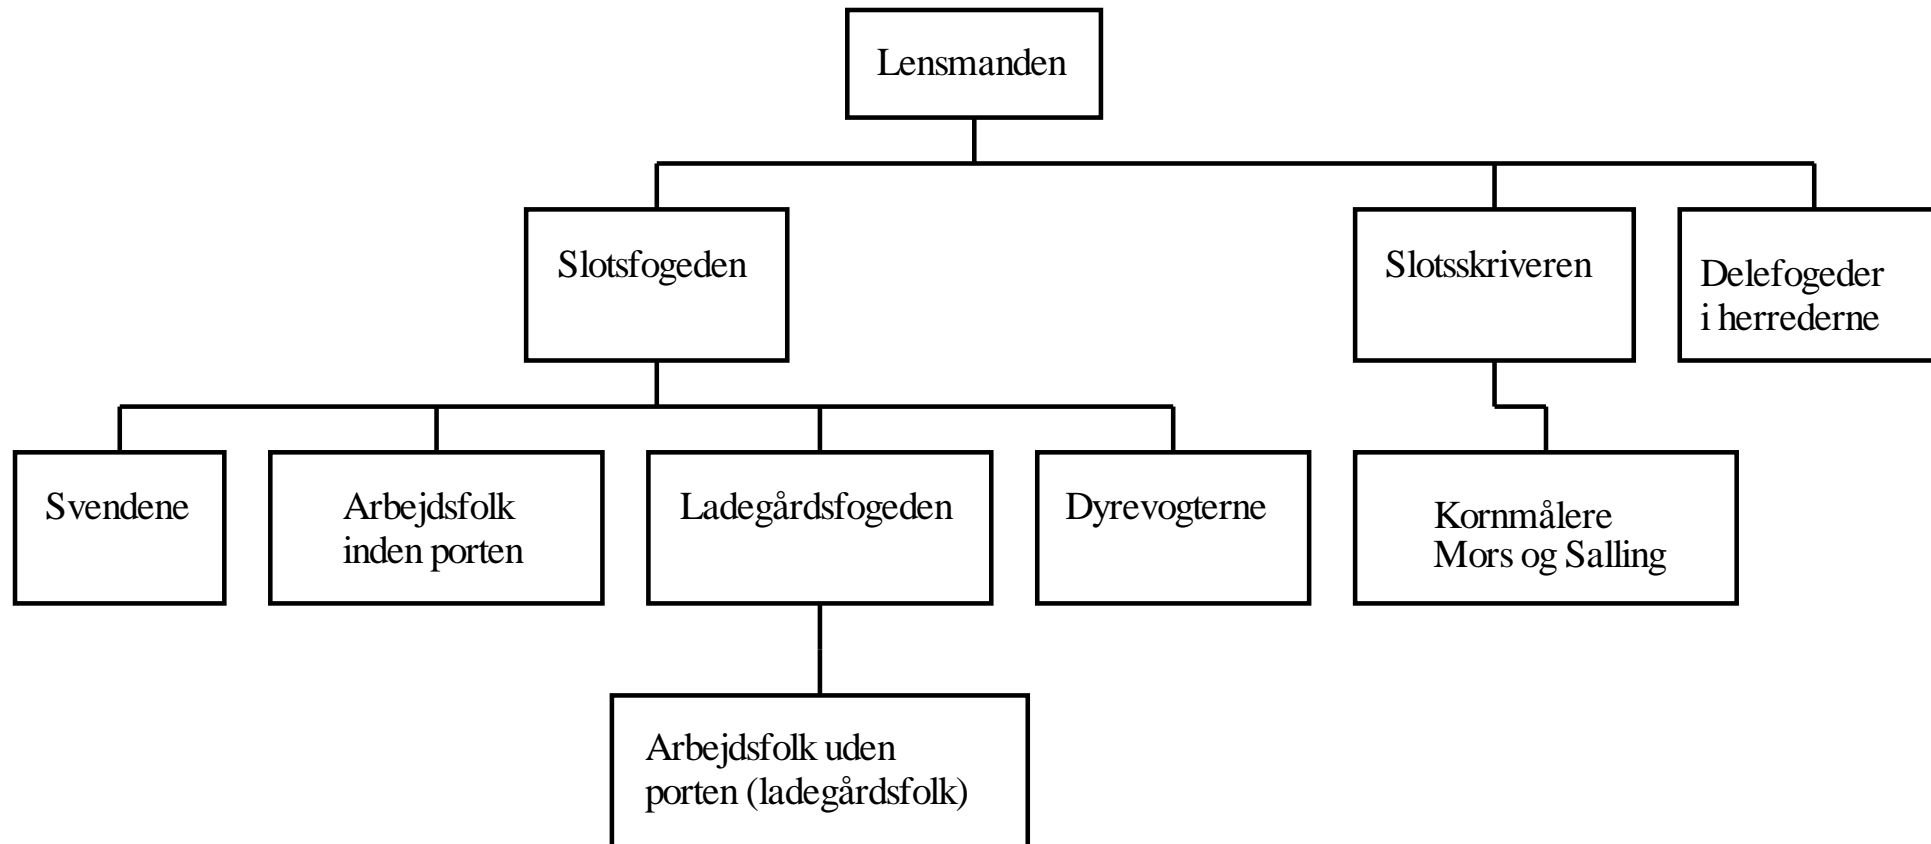 Lensmanden
Slotsfogeden
Slotsskriveren
Delefogeder
i herrederne
Svendene
Arbejdsfolk
inden porten
Ladegårdsfogeden
Dyrevogterne
Kornmålere
Mors og Salling
Arbejdsfolk uden
porten (ladegårdsfolk)